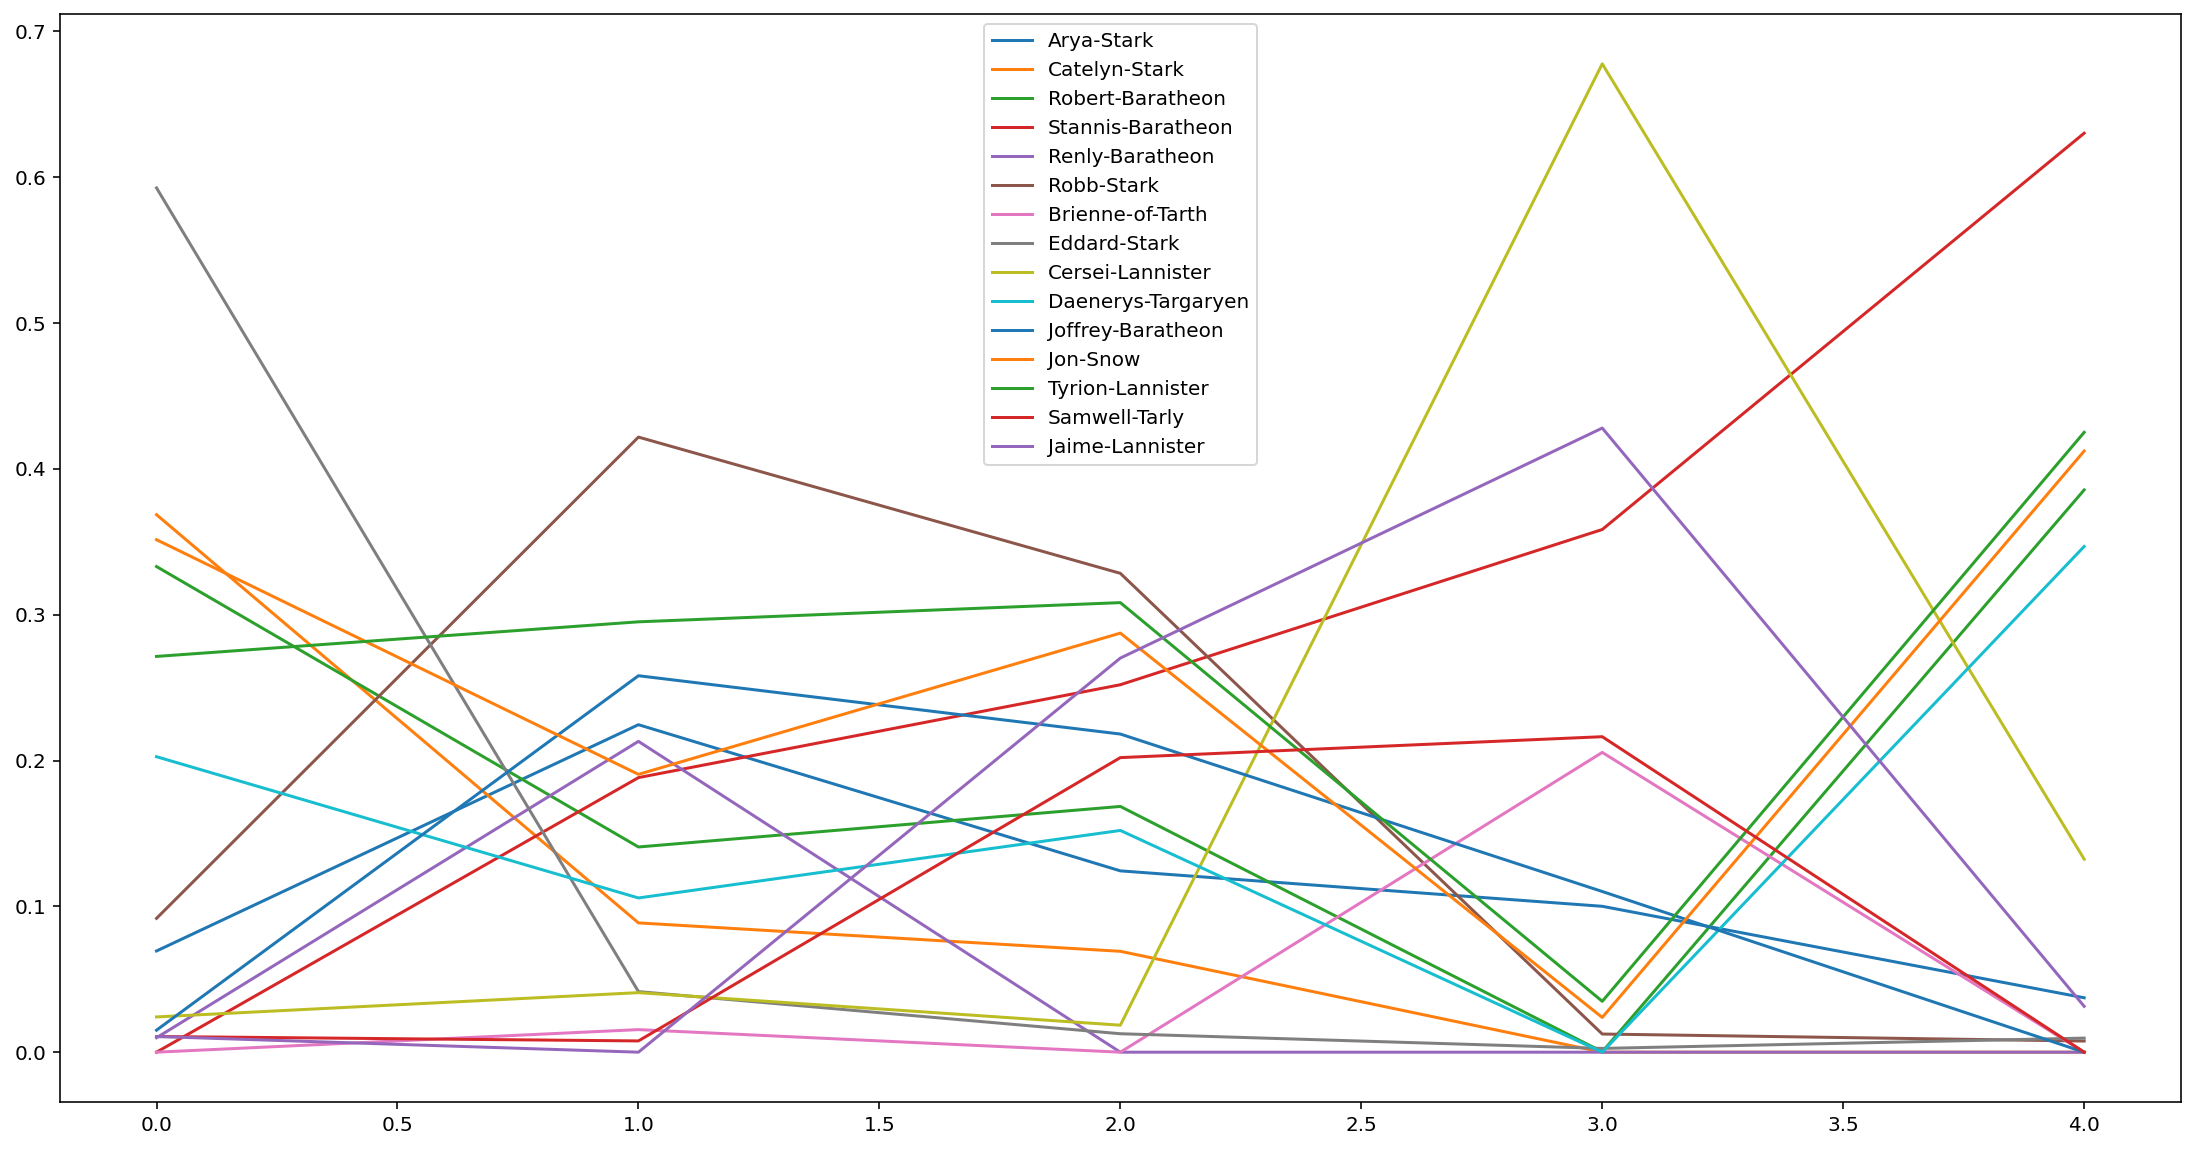 0.7
0.6
0.5
0.4
0.3
0.2
0.1
0.0
Arya-Stark
Catelyn-Stark
Robert-Baratheon
Stannis-Baratheon
Renly-Baratheon
Robb-Stark
Brienne-of-Tarth
Eddard-Stark
Cersei-Lannister
Daenerys-Targaryen
Joffrey-Baratheon
Jon-Snow
Tyrion-Lannister
Samwell-Tarly
Jaime-Lannister
0.0 0.5 1.0 1.5 2.0 2.5 3.0 3.5 4.0